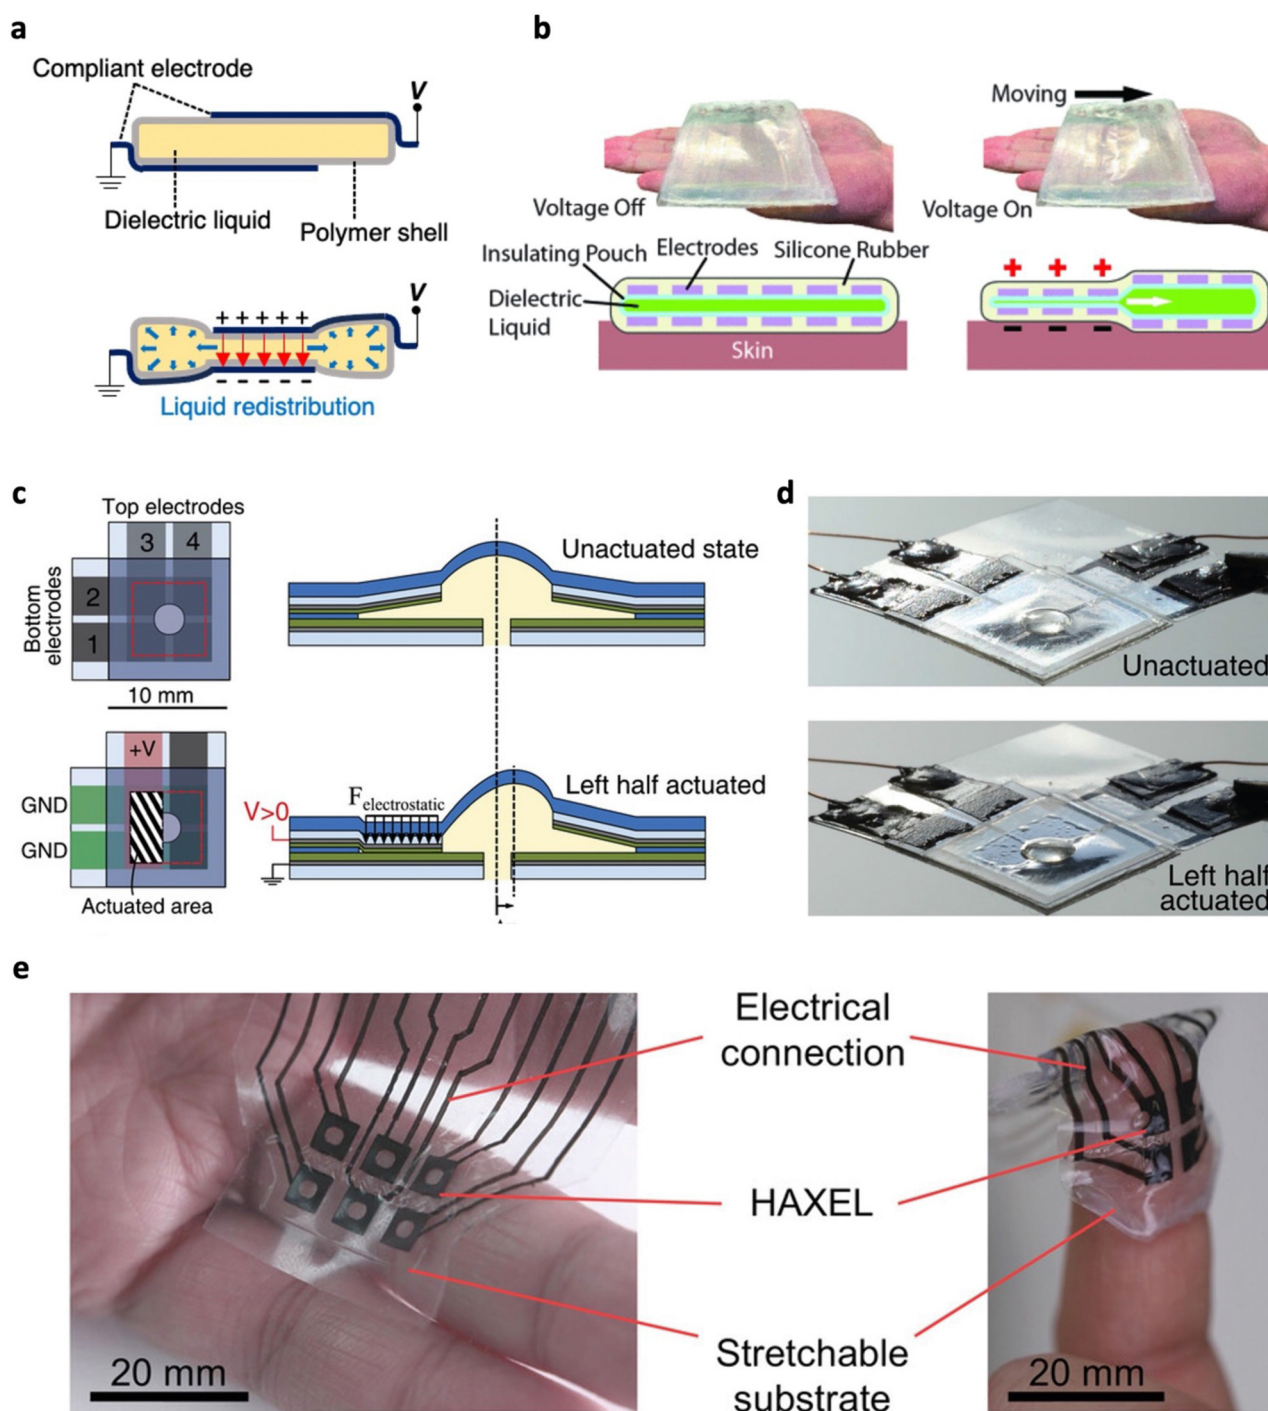 a
Compliant electrode
V
Dielectric liquid
Polymer shell
V
+ + + + +
- - - - -
Liquid redistribution
b
Moving
Voltage Off
Voltage On
Insulating Pouch
Electrodes
Silicone Rubber
Dielectric
Liquid
Skin
+ + +
- - -
c
Top electrodes
3 4
Bottom
electrodes
2
1
10 mm
Unactuated state
+V
GND
GND
Actuated area
V>0
Felectrostatic
Left half actuated
d
Unactuated
Left half
actuated
e
Electrical
connection
HAXEL
Stretchable
substrate
20 mm
20 mm